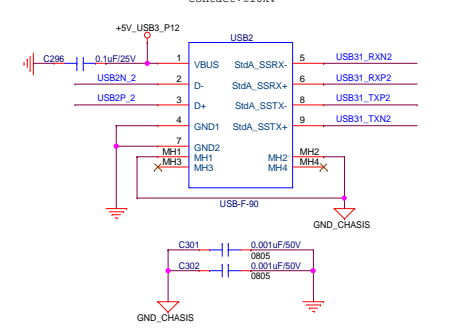 +5V_USB3_P12
USB2
C296 0.1uF/25V
1 VBUS StdA_SSRX- 5 USB31_RXN2
USB2N_2 2 D- StdA_SSRX+ 6 USB31_RXP2
USB2P_2 3 D+ StdA_SSTX- 8 USB31_TXP2
4 GND1 StdA_SSTX+ 9 USB31_TXN2
7 GND2
MH1 MH1 MH2 MH2
MH3 MH3 MH4 MH4
USB-F-90
GND_CHASIS
C301 0.001uF/50V
0805
C302 0.001uF/50V
0805
GND_CHASIS